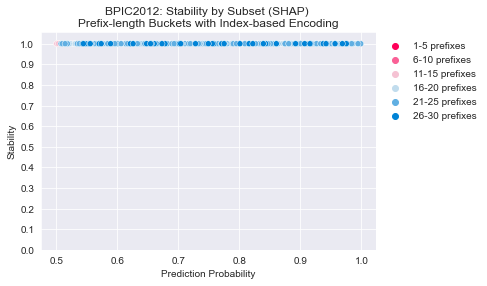 BPIC2012: Stability by Subset (SHAP)
Prefix-length Buckets with Index-based Encoding
1.0
0.9
0.8
0.7
0.6
0.5
0.4
0.3
0.2
0.1
0.0
Stability
0.5 0.6 0.7 0.8 0.9 1.0
Prediction Probability
1-5 prefixes
6-10 prefixes
11-15 prefixes
16-20 prefixes
21-25 prefixes
26-30 prefixes